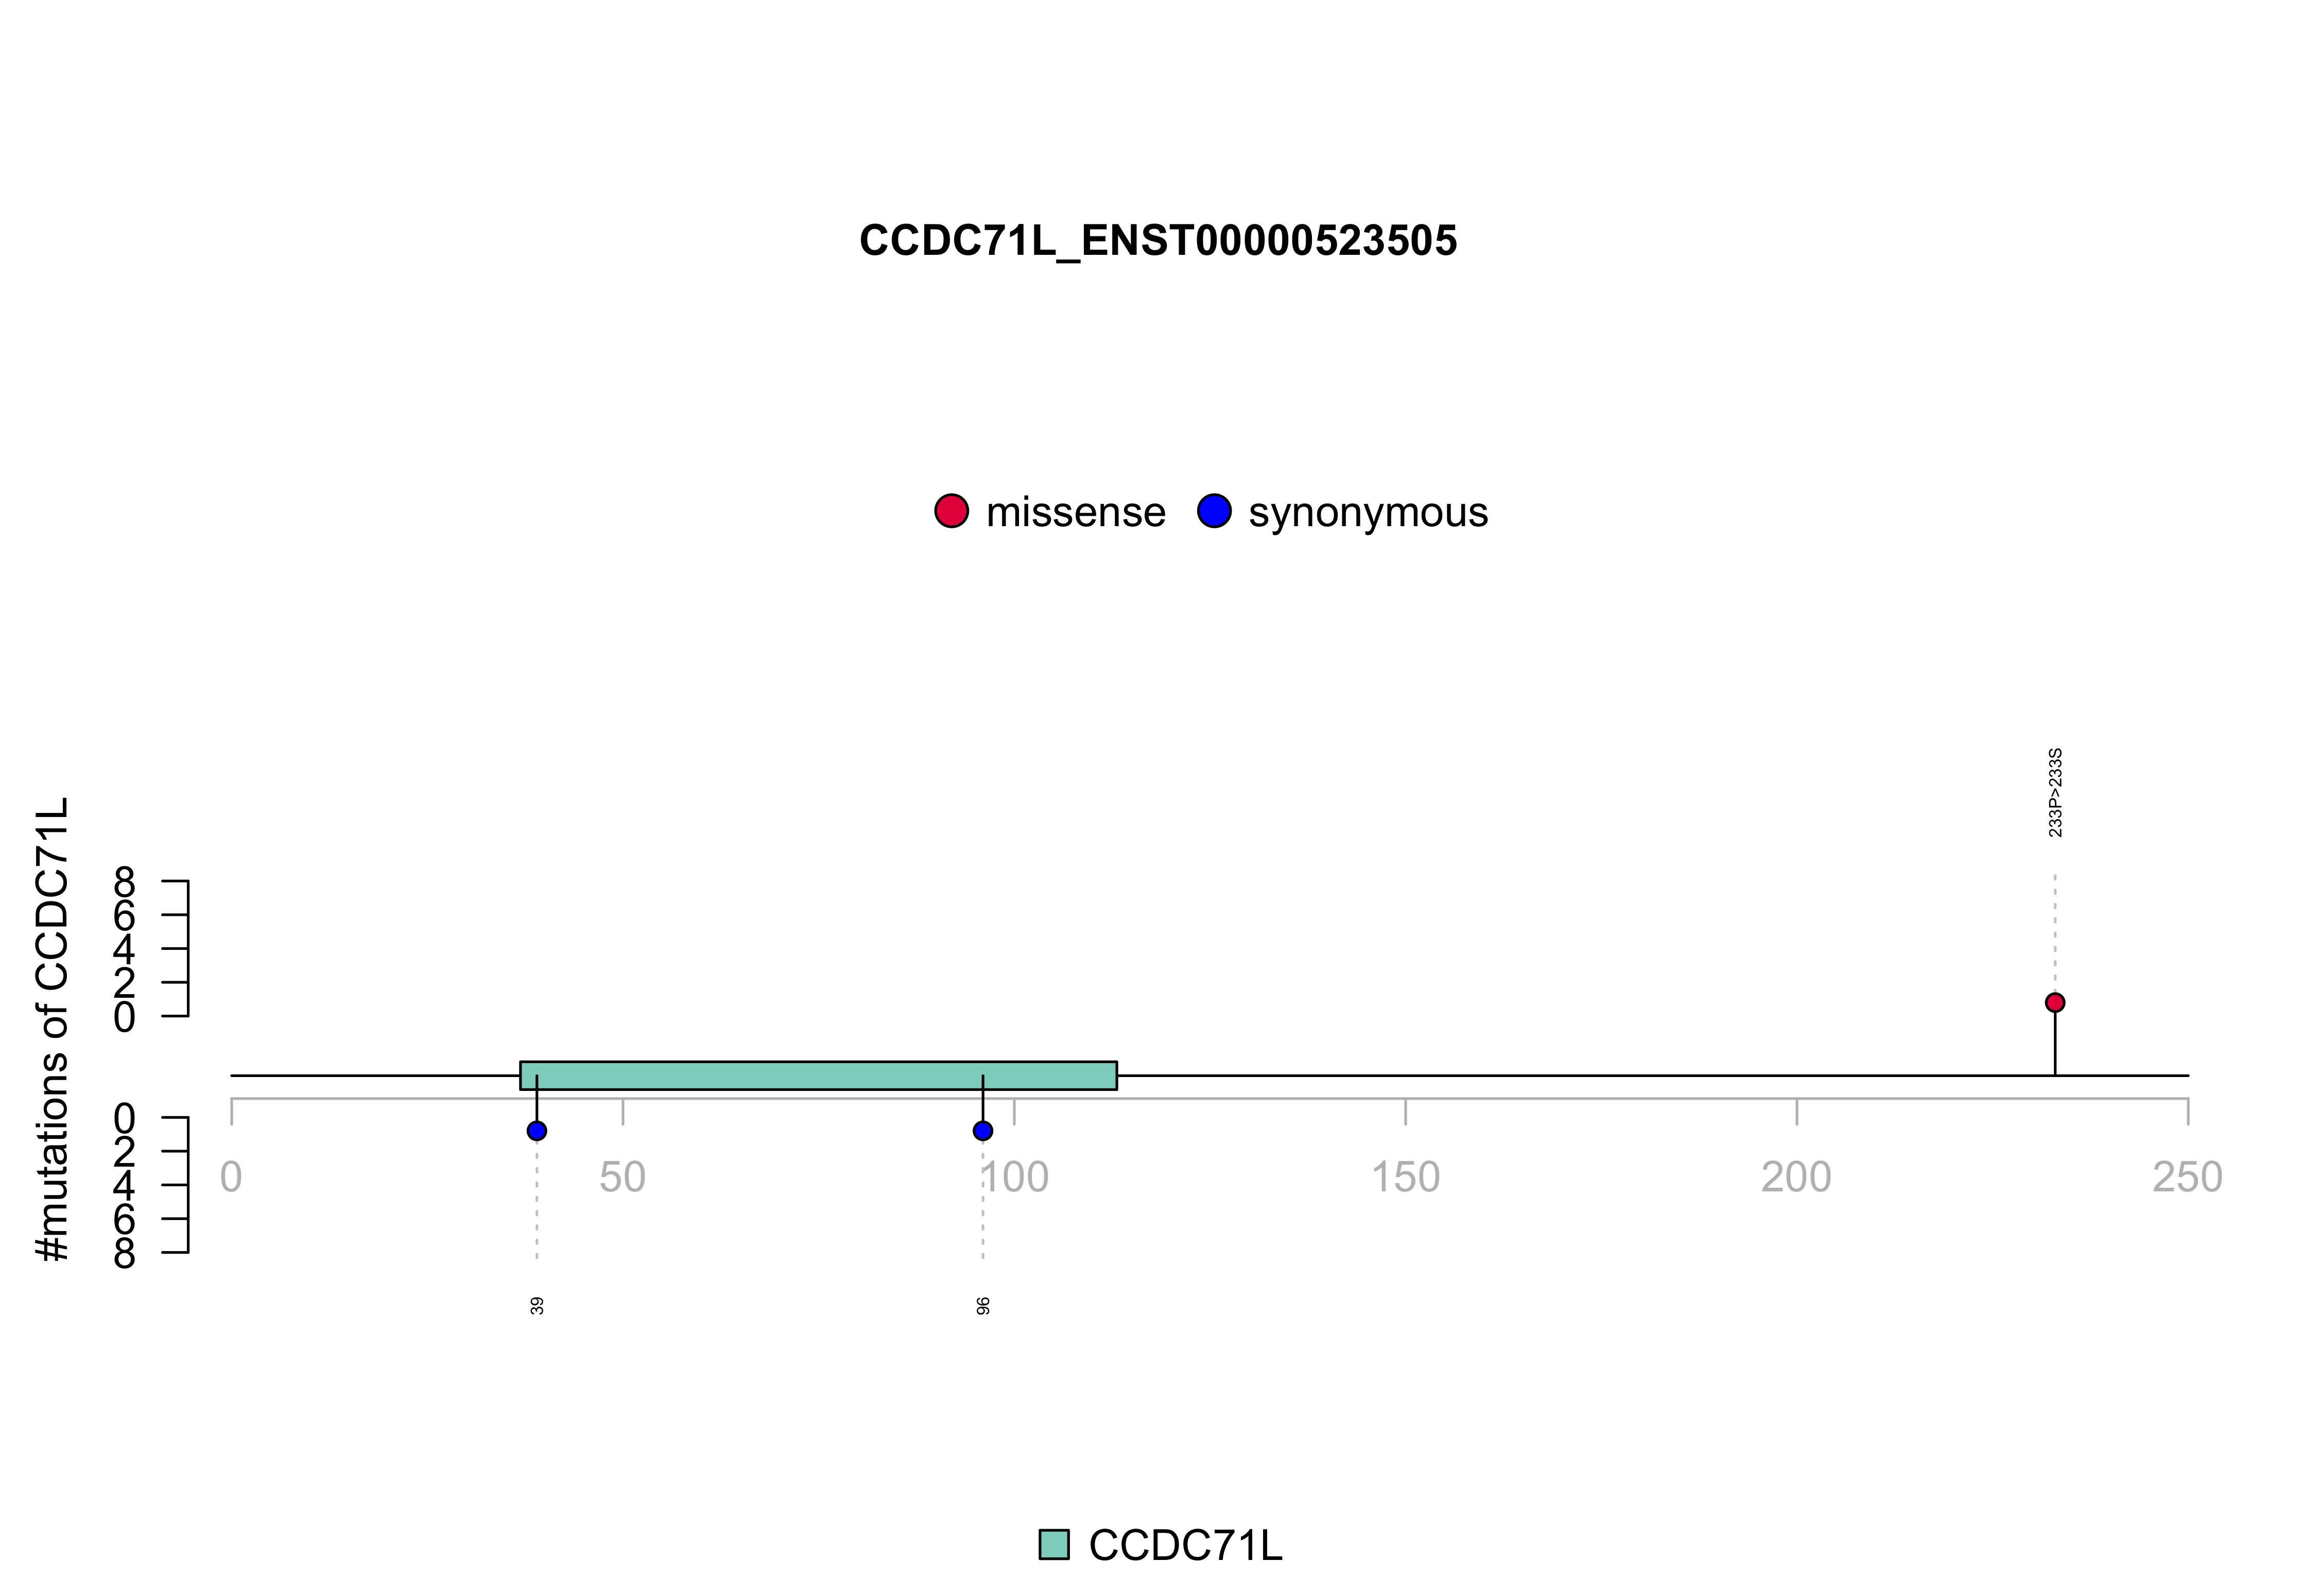 CCDC71L_ENST00000523505
missense synonymous
233P>233S
#mutations of CCDC71L
8
6
4
2
0
0
2
4
6
8
0 50 100 150 200 250
39 96
CCDC71L